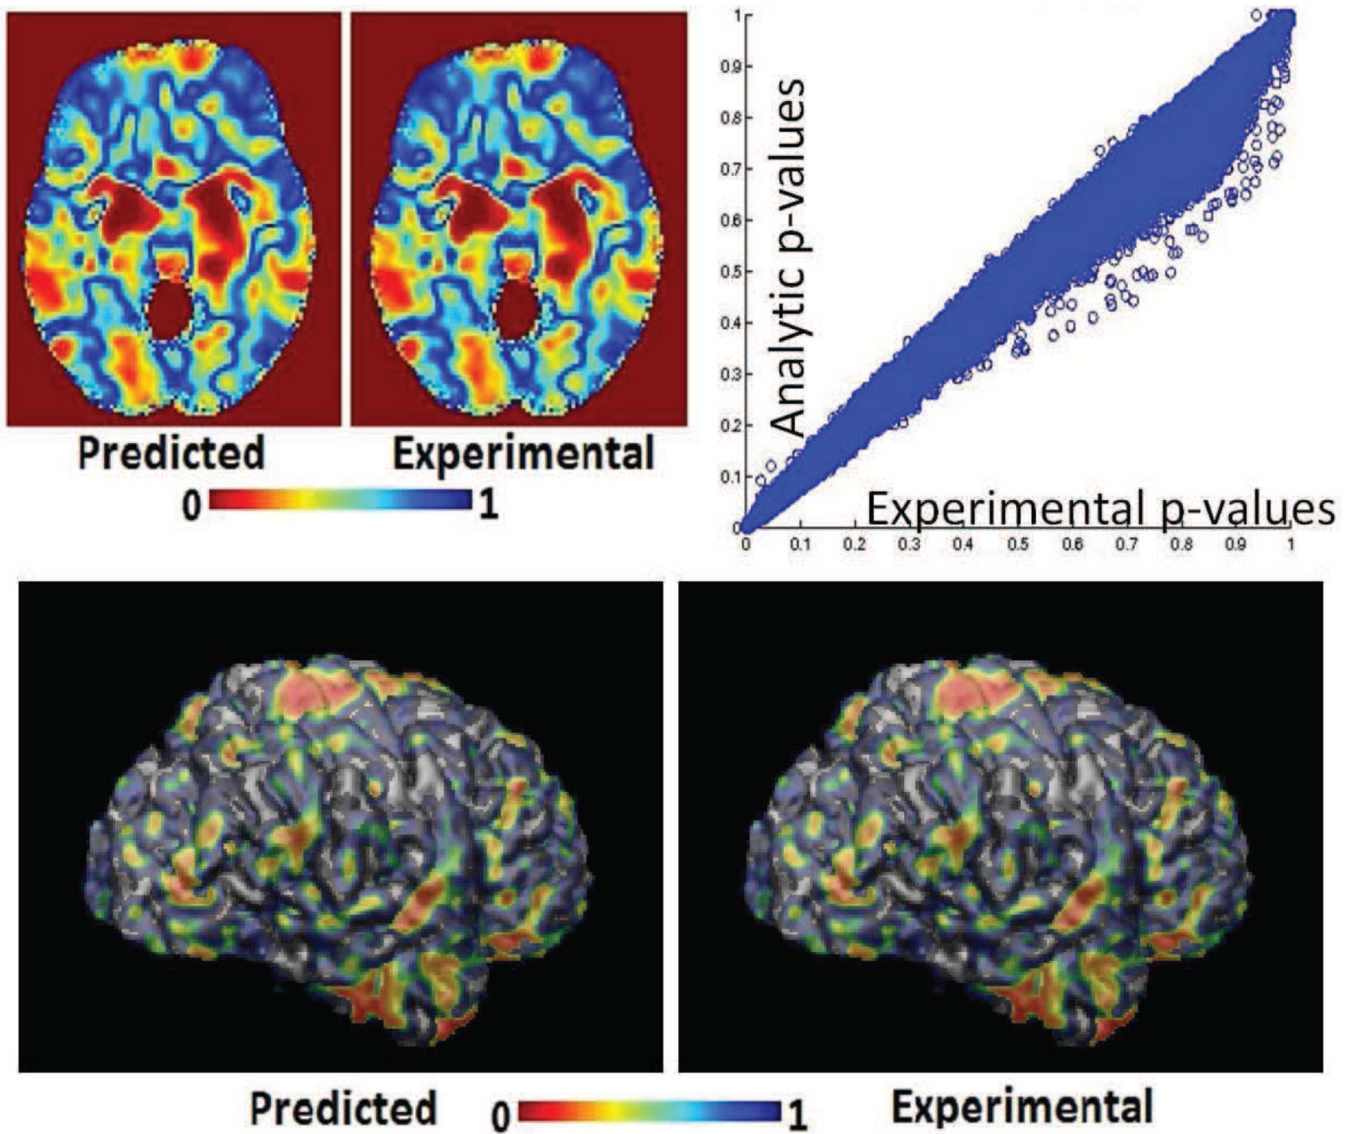 Predicted
Experimental
0 1
Analytic p-values
1
0.9
0.8
0.7
0.6
0.5
0.4
0.3
0.2
0.1
0
Experimental p-values
0 0.1 0.2 0.3 0.4 0.5 0.6 0.7 0.8 0.9 1
Predicted 0 1 Experimental